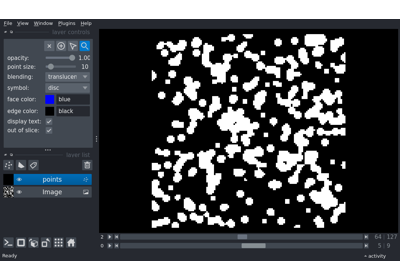 File View Window Plugins Help
layer controls
opacity: 1.00
point size: 10
blending: translucen
symbol: disc
face color: blue
edge color: black
display text:
out of slice:
layer list
points
Image
2 64 127
0 5 9
Ready activity